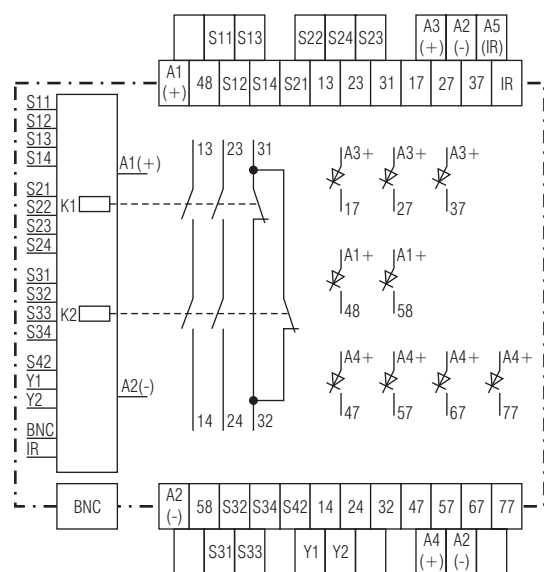 S11 S13 S22 S24 S23 A3 (+) A2 (-) A5 (IR)
A1 (+) 48 S12 S14 S21 13 23 31 17 27 37 IR
S11
S12
S13
S14
A1(+)
S21
S22
K1
S23
S24
S31
S32
S33
K2
S34
S42
Y1
A2(-)
Y2
BNC
IR
13 23 31
A3+ A3+ A3+
17 27 37
A1+ A1+
48 58
A4+ A4+ A4+ A4+
47 57 67 77
14 24 32
BNC
A2 (-) 58 S32 S34 S42 14 24 32 47 57 67 77
S31 S33 Y1 Y2 A4 (+) A2 (-)